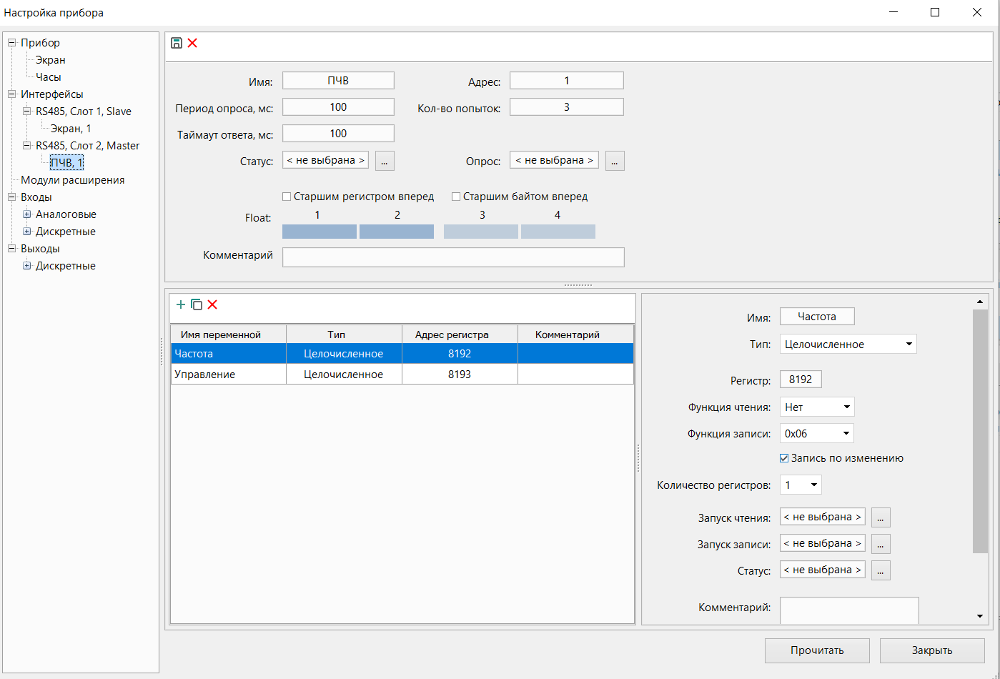 Настройка прибора
Прибор
Экран
Часы
Интерфейсы
RS485, Слот 1, Slave
Экран, 1
RS485, Слот 2, Master
ПЧВ, 1
Модули расширения
Входы
Аналоговые
Дискретные
Выходы
Дискретные
Имя: ПЧВ Адрес: 1
Период опроса, мс: 100 Кол-во попыток: 3
Таймаут ответа, мс: 100
Статус: < не выбрана > ... Опрос: < не выбрана > ...
Старшим регистром вперед Старшим байтом вперед
1 2 3 4
Float:
Комментарий
Имя переменной Тип Адрес регистра Комментарий
Частота Целочисленное 8192
Управление Целочисленное 8193
Имя: Частота
Тип: Целочисленное
Регистр: 8192
Функция чтения: Нет
Функция записи: 0x06
Запись по изменению
Количество регистров: 1
Запуск чтения: < не выбрана > ...
Запуск записи: < не выбрана > ...
Статус: < не выбрана > ...
Комментарий:
Прочитать Закрыть